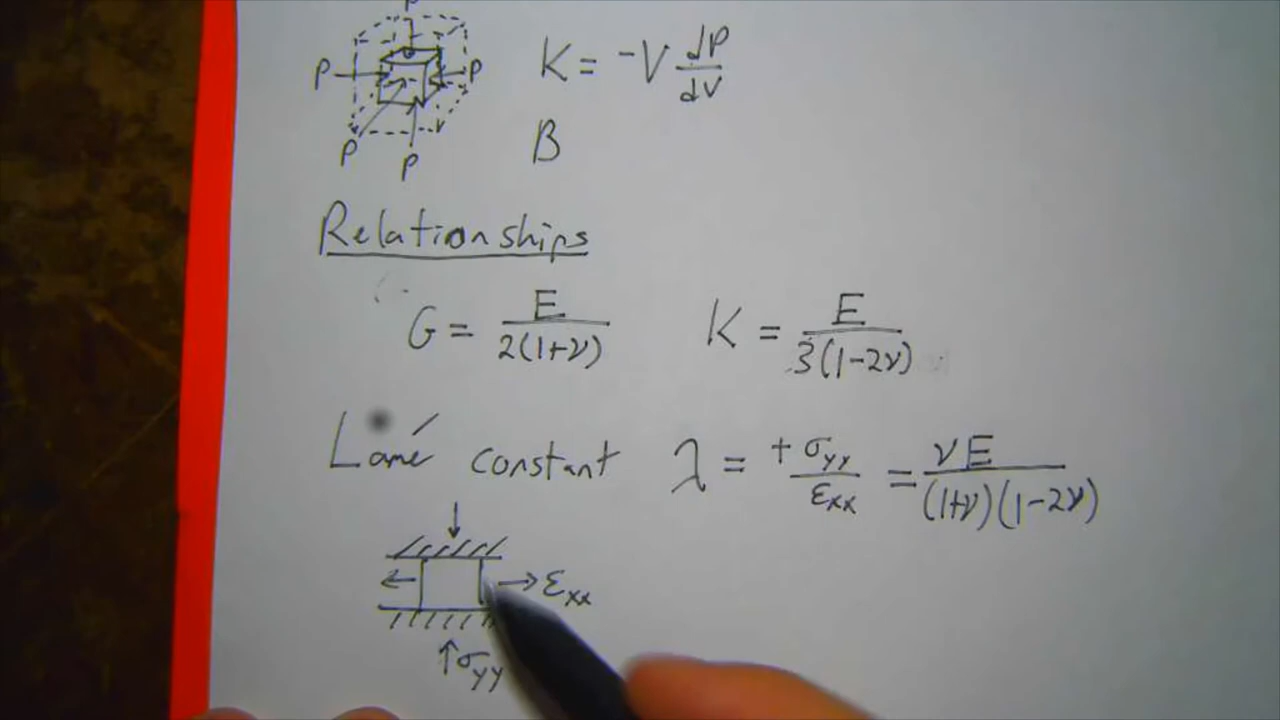 P
P P K = -V dP/dV
P P B
Relationships
G = E/2(1+ν) K = E/3(1-2ν)
Lamé constant λ = +σyy/εxx = νE/(1+ν)(1-2ν)
εxx
σyy